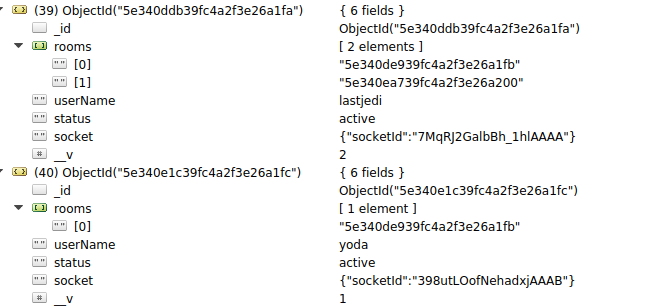 (39) ObjectId("5e340ddb39fc4a2f3e26a1fa") { 6 fields }
_id ObjectId("5e340ddb39fc4a2f3e26a1fa")
rooms [ 2 elements ]
[0] "5e340de939fc4a2f3e26a1fb"
[1] "5e340ea739fc4a2f3e26a200"
userName lastjedi
status active
socket {"socketId":"7MqRJ2GalbBh_1hlAAAA"}
__v 2
(40) ObjectId("5e340e1c39fc4a2f3e26a1fc") { 6 fields }
_id ObjectId("5e340e1c39fc4a2f3e26a1fc")
rooms [ 1 element ]
[0] "5e340de939fc4a2f3e26a1fb"
userName yoda
status active
socket {"socketId":"398utLOofNehadxjAAAB"}
__v 1